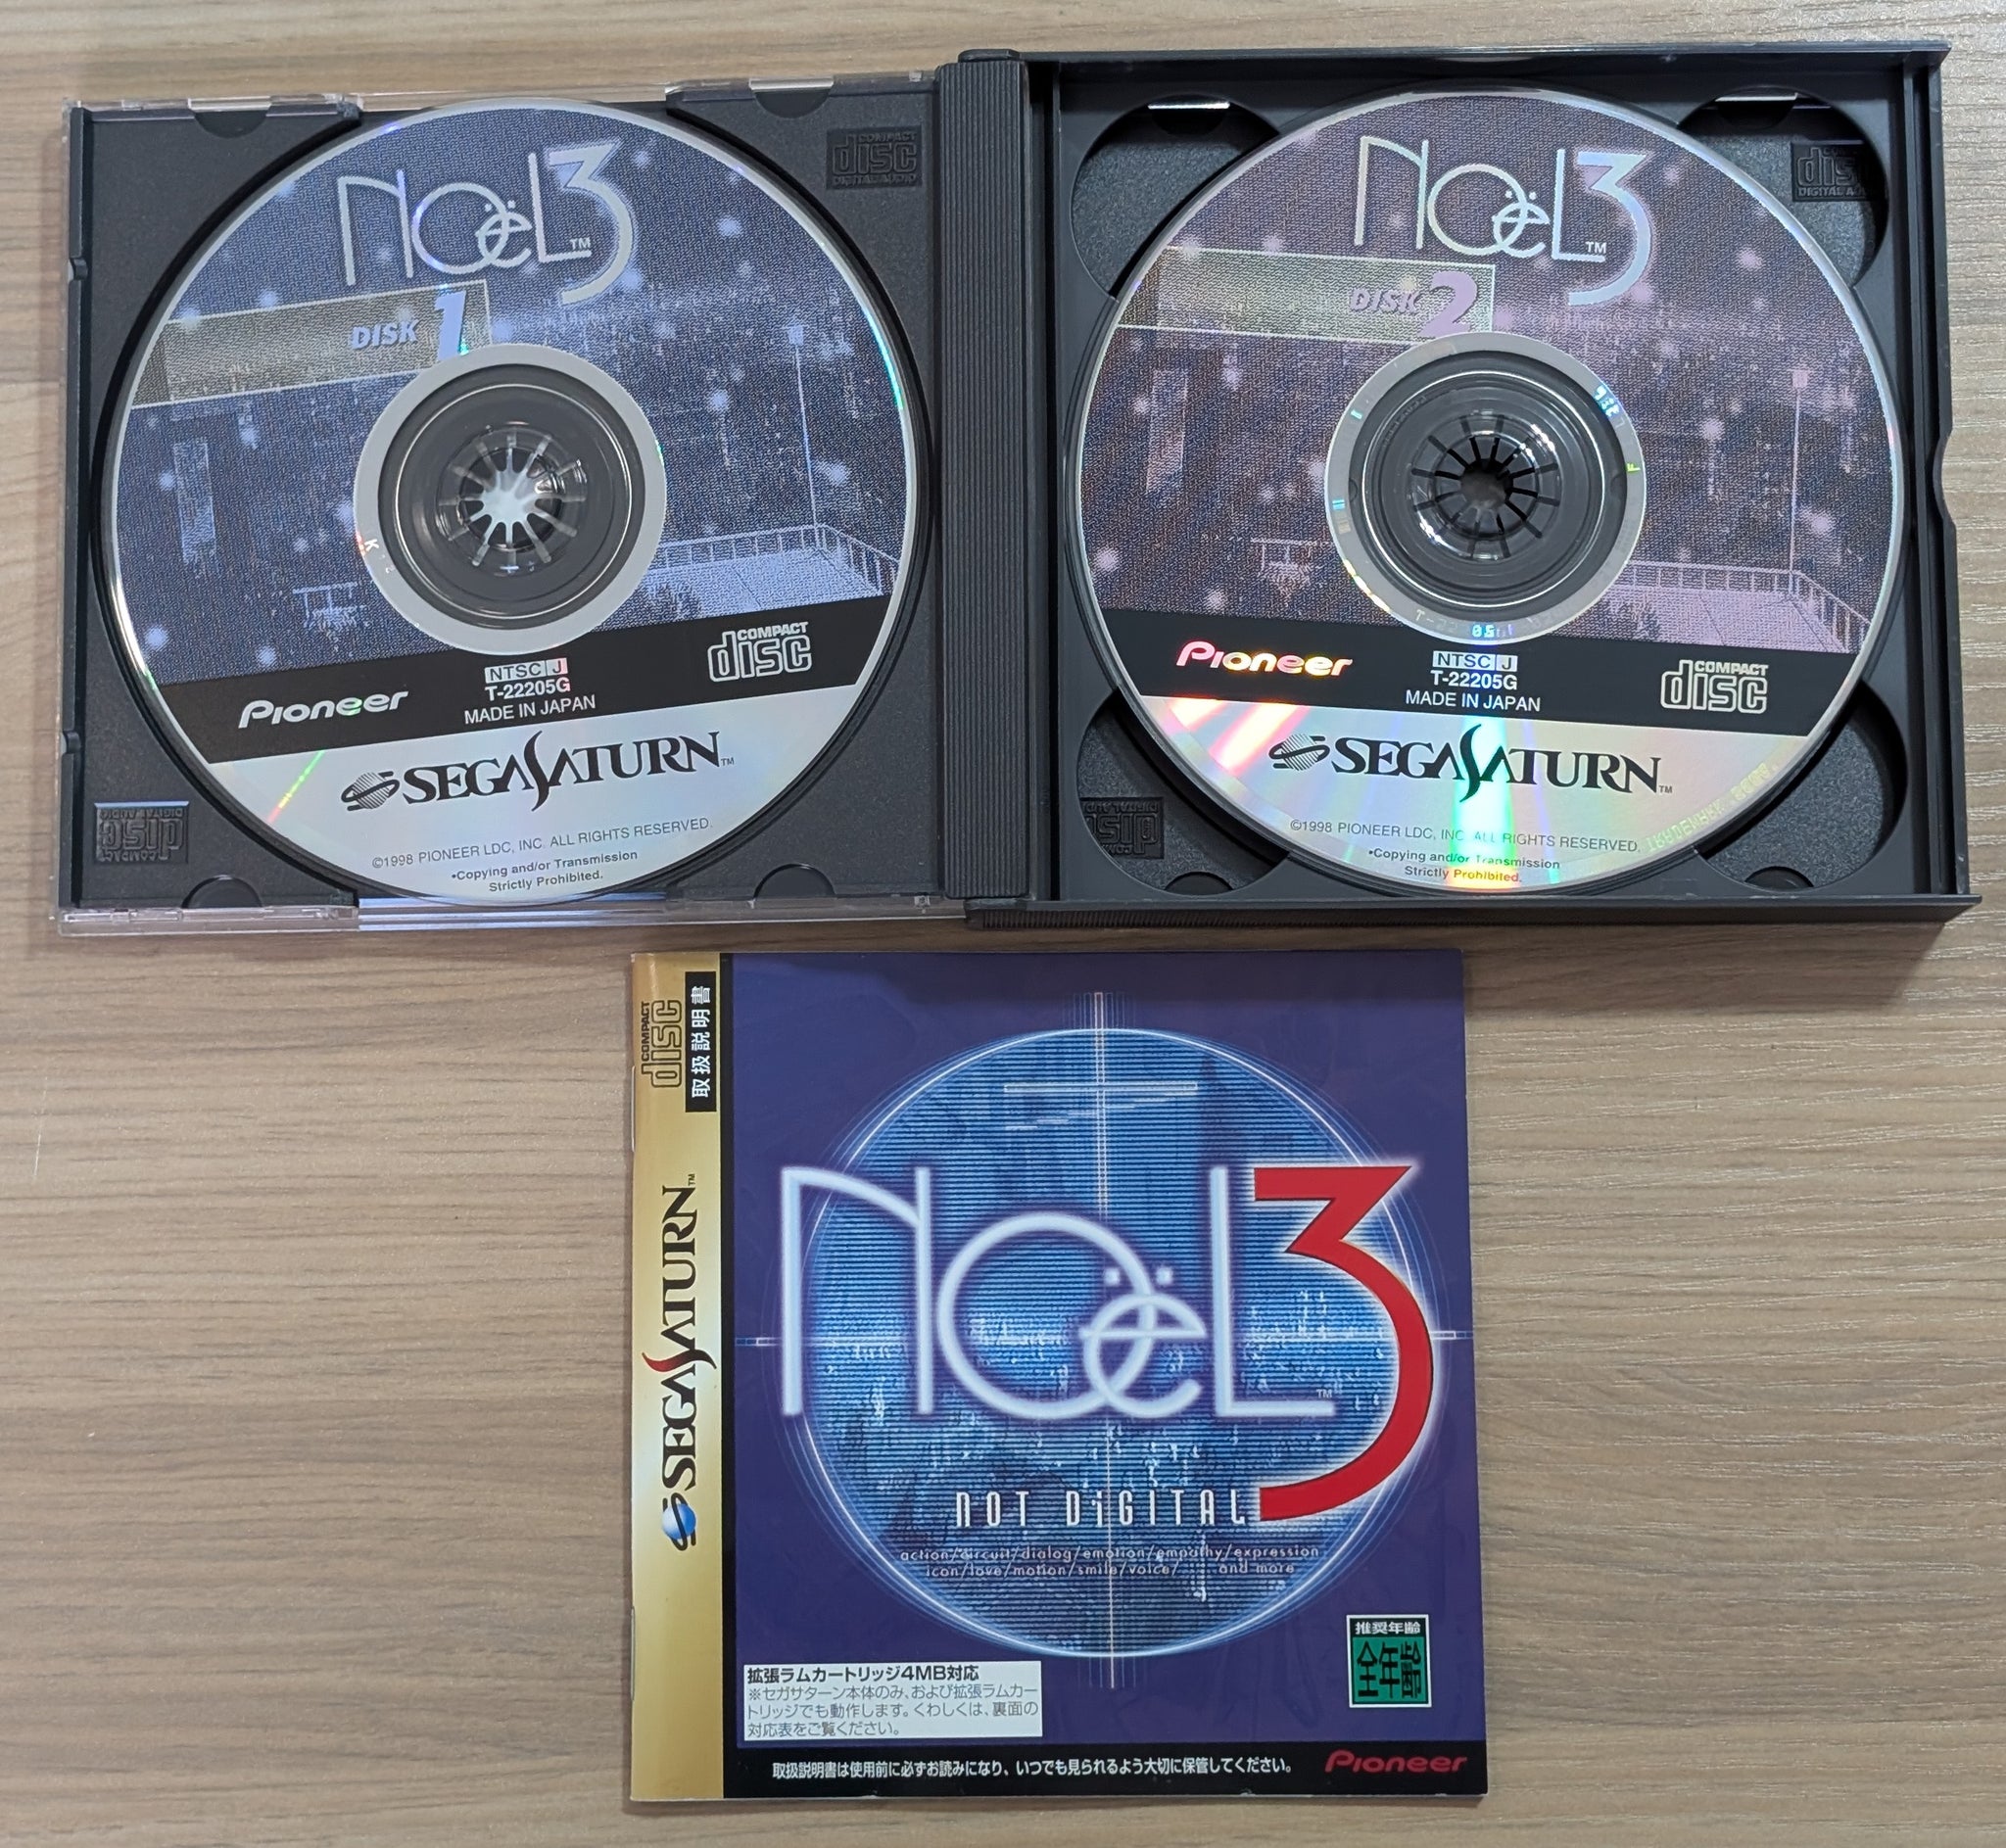 NOëL3
TM
DISK 1
Pioneer
NTSC J
T-22205G
MADE IN JAPAN
COMPACT
disc
SEGA SATURN TM
©1998 PIONEER LDC, INC. ALL RIGHTS RESERVED.
•Copying and/or Transmission
Strictly Prohibited.
COMPACT
disc
DIGITAL AUDIO
COMPACT
disc
DIGITAL AUDIO
NOëL3
TM
DISK 2
Pioneer
NTSC J
T-22205G
MADE IN JAPAN
COMPACT
disc
SEGA SATURN TM
©1998 PIONEER LDC, INC. ALL RIGHTS RESERVED.
•Copying and/or Transmission
Strictly Prohibited.
COMPACT
disc
COMPACT
disc
取扱説明書
SEGA SATURN TM
NOëL3
TM
NOT DiGITAL
action/circuit/dialog/emotion/empathy/expression
icon/love/motion/smile/voice/ and more
推奨年齢
全年齢
拡張ラムカートリッジ4MB対応
※セガサターン本体のみ、および拡張ラムカー
トリッジでも動作します。くわしくは、裏面の
対応表をご覧ください。
取扱説明書は使用前に必ずお読みになり、いつでも見られるよう大切に保管してください。
Pioneer